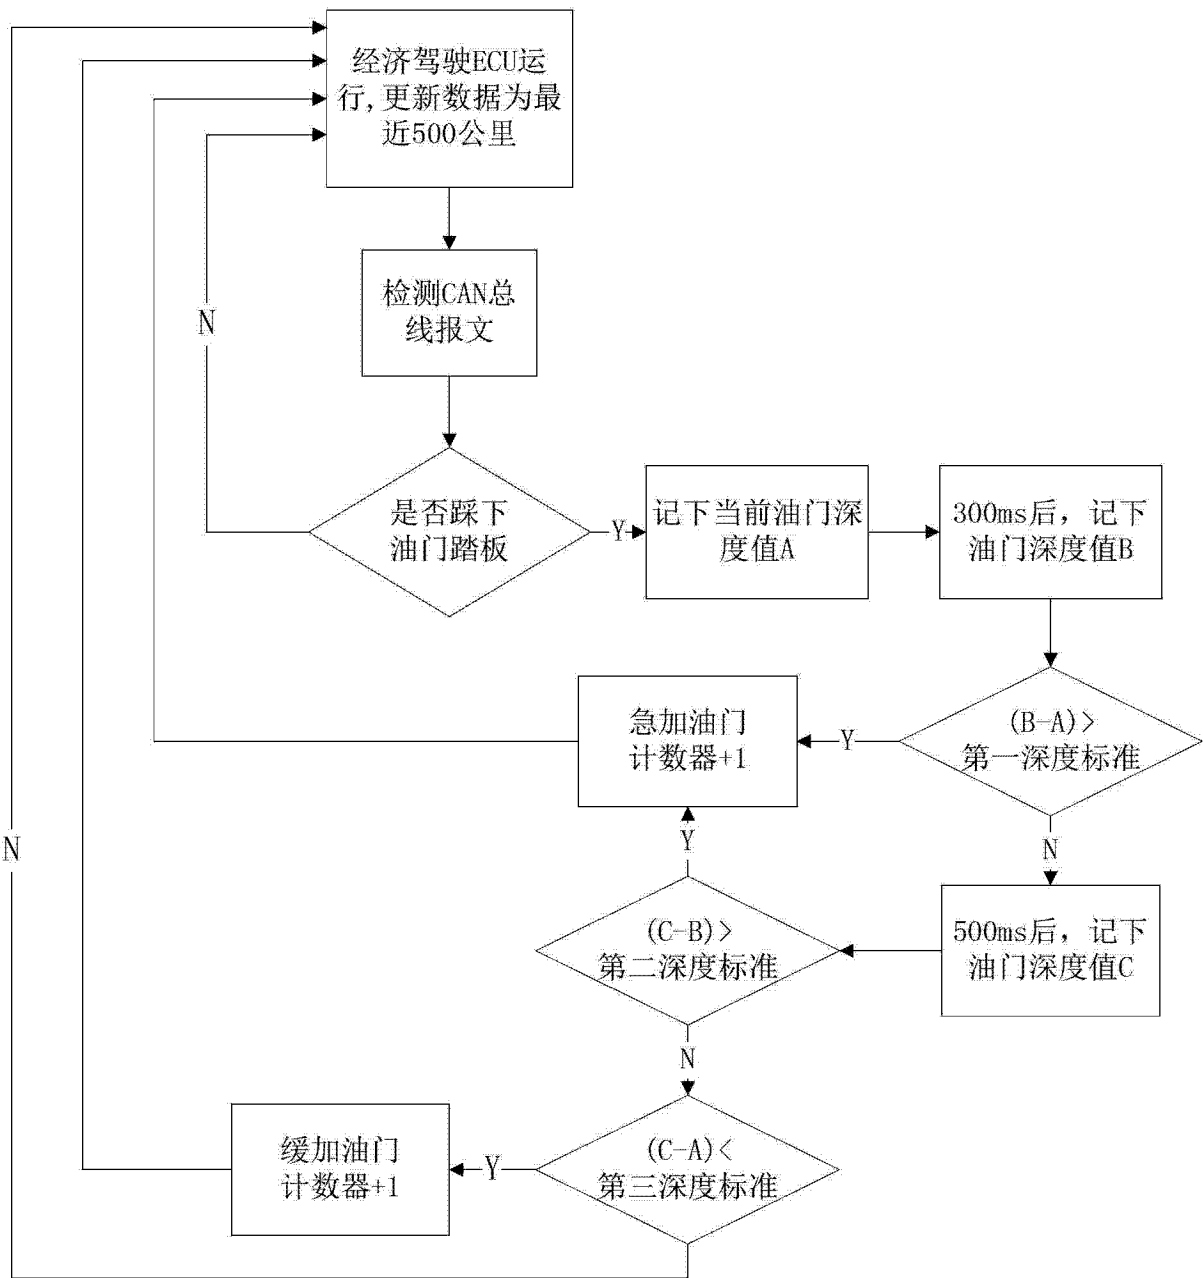 经济驾驶ECU运
行,更新数据为最
近500公里
检测CAN总
线报文
N
是否踩下
油门踏板
Y
记下当前油门深
度值A
300ms后，记下
油门深度值B
急加油门
计数器+1
Y
(B-A)>
第一深度标准
N
Y
N
(C-B)>
第二深度标准
500ms后，记下
油门深度值C
N
缓加油门
计数器+1
Y
(C-A)<
第三深度标准